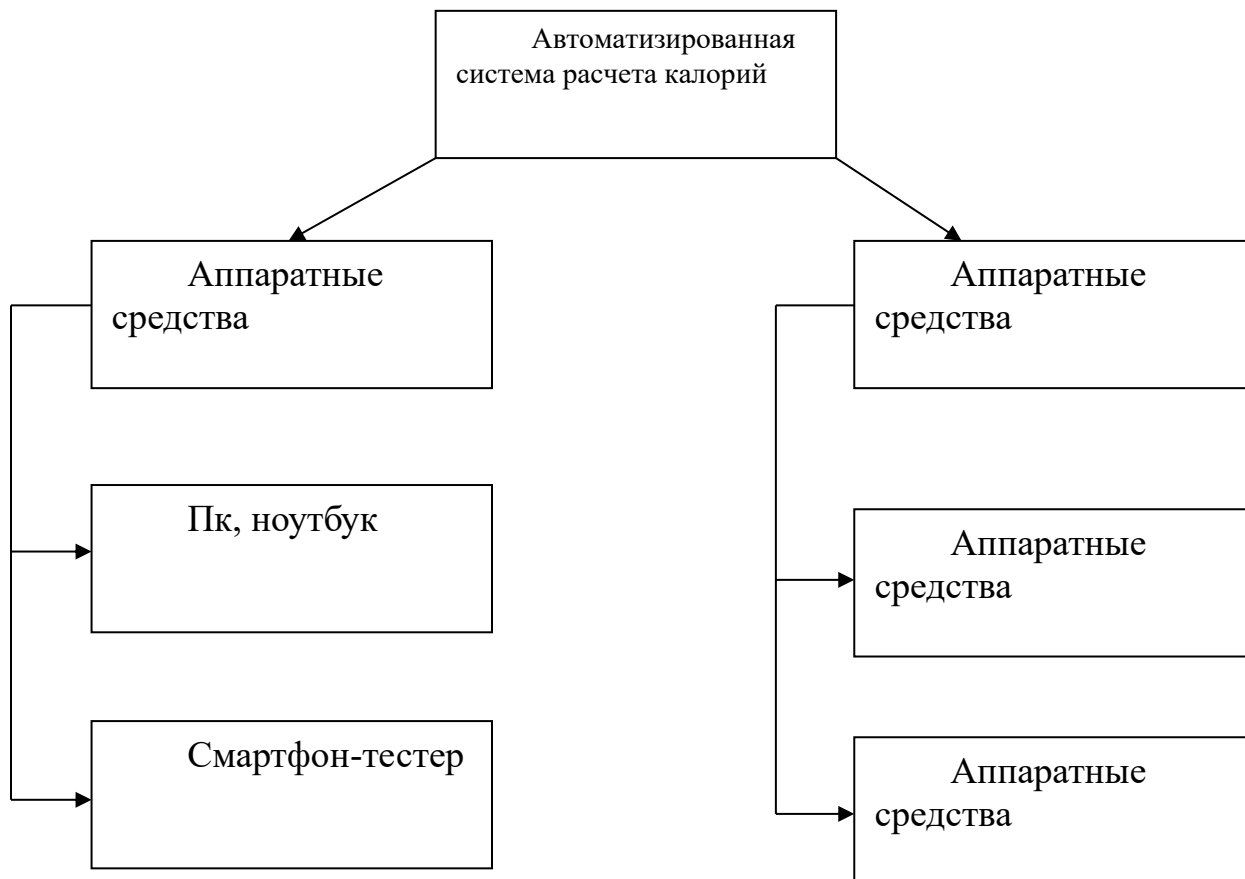 Автоматизированная
система расчета калорий
Аппаратные
средства
Аппаратные
средства
Пк, ноутбук
Аппаратные
средства
Смартфон-тестер
Аппаратные
средства